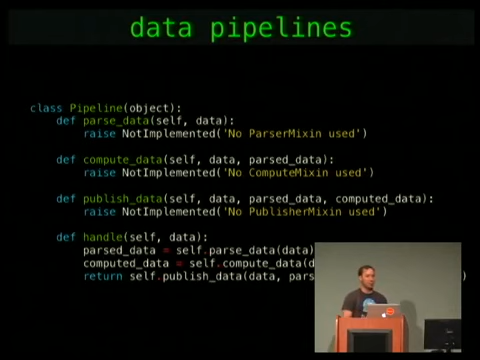 data pipelines
class Pipeline(object):
def parse_data(self, data):
raise NotImplemented('No ParserMixin used')
def compute_data(self, data, parsed_data):
raise NotImplemented('No ComputeMixin used')
def publish_data(self, data, parsed_data, computed_data):
raise NotImplemented('No PublisherMixin used')
def handle(self, data):
parsed_data = self.parse_data(data)
computed_data = self.compute_data(
return self.publish_data(data,